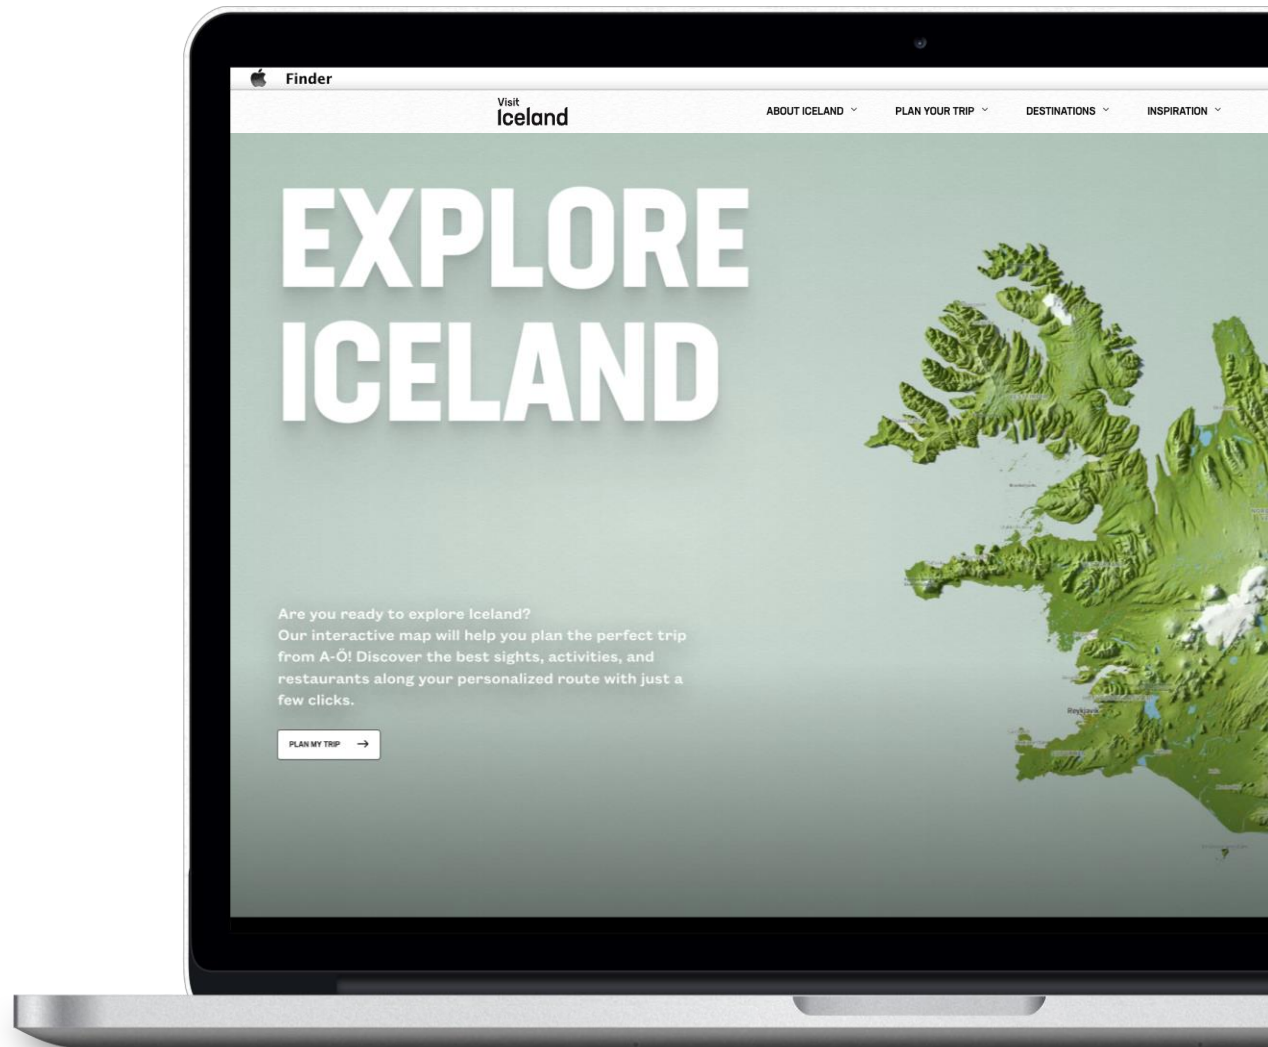 Finder
Visit
Iceland
ABOUT ICELAND
PLAN YOUR TRIP
DESTINATIONS
INSPIRATION
EXPLORE
ICELAND
Are you ready to explore Iceland?
Our interactive map will help you plan the perfect trip
from A-Ö! Discover the best sights, activities, and
restaurants along your personalized route with just a
few clicks.
PLAN MY TRIP
Reykjavik